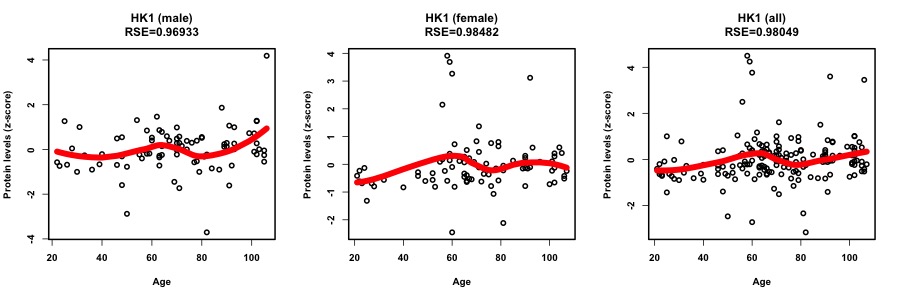 HK1 (male)
RSE=0.96933
Protein levels (z-score)
4
2
0
-2
-4
20 40 60 80 100
Age
HK1 (female)
RSE=0.98482
Protein levels (z-score)
4
3
2
1
0
-1
-2
20 40 60 80 100
Age
HK1 (all)
RSE=0.98049
Protein levels (z-score)
4
2
0
-2
20 40 60 80 100
Age